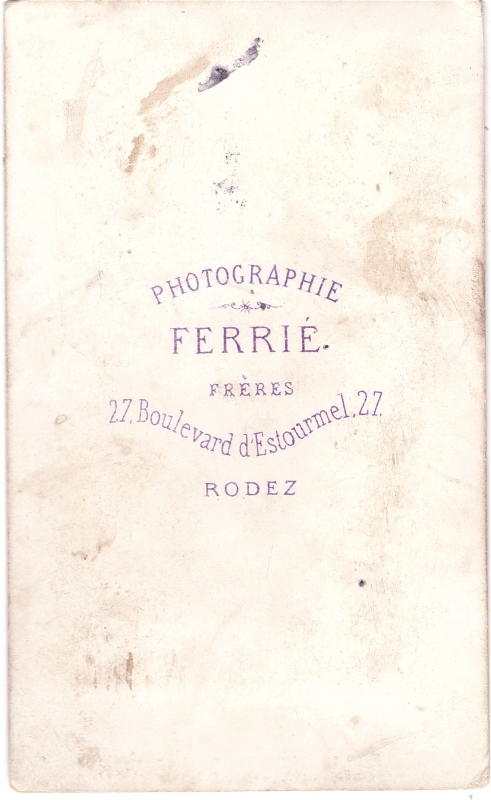 PHOTOGRAPHIE
FERRIÉ.
FRÈRES
27, Boulevard d'Estourmel, 27.
RODEZ